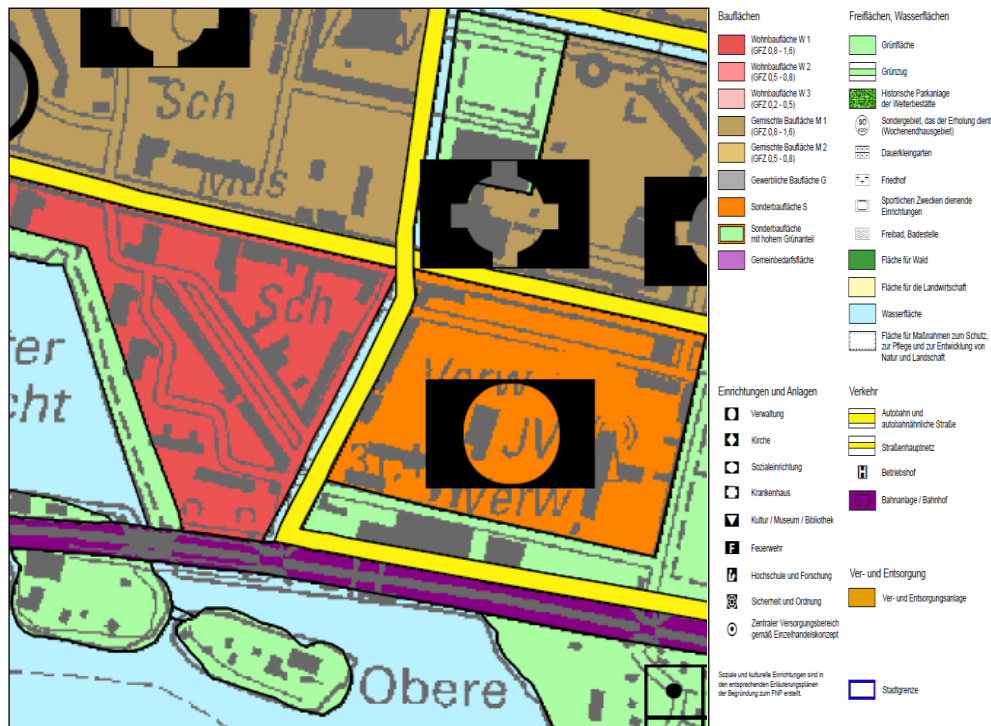 Sch
Mus
Sch
ter
cht
Verw
JV
31
Verw
Obere
Bauflächen
Wohnbaufläche W 1
(GFZ 0,8 - 1,6)
Wohnbaufläche W 2
(GFZ 0,5 - 0,8)
Wohnbaufläche W 3
(GFZ 0,2 - 0,5)
Gemischte Baufläche M 1
(GFZ 0,8 - 1,6)
Gemischte Baufläche M 2
(GFZ 0,5 - 0,8)
Gewerbliche Baufläche G
Sonderbaufläche S
Sonderbaufläche
mit hohem Grünanteil
Gemeinbedarfsfläche
Freiflächen, Wasserflächen
Grünfläche
Grünzug
Historische Parkanlage
der Welterbestätte
SO
Sondergebiet, das der Erholung dient
(Wochenendhausgebiet)
Dauerkleingarten
Friedhof
Sportlichen Zwecken dienende
Einrichtungen
Freibad, Badestelle
Fläche für Wald
Fläche für die Landwirtschaft
Wasserfläche
Fläche für Maßnahmen zum Schutz,
zur Pflege und zur Entwicklung von
Natur und Landschaft
Einrichtungen und Anlagen
Verwaltung
Kirche
Sozialeinrichtung
Krankenhaus
Kultur / Museum / Bibliothek
F Feuerwehr
Hochschule und Forschung
Sicherheit und Ordnung
Zentraler Versorgungsbereich
gemäß Einzelhandelskonzept
Soziale und kulturelle Einrichtungen sind in
den entsprechenden Erläuterungsplänen
der Begründung zum FNP erstellt.
Verkehr
Autobahn und
autobahnähnliche Straße
Straßenhauptnetz
Betriebshof
Bahnanlage / Bahnhof
Ver- und Entsorgung
Ver- und Entsorgungsanlage
Stadtgrenze